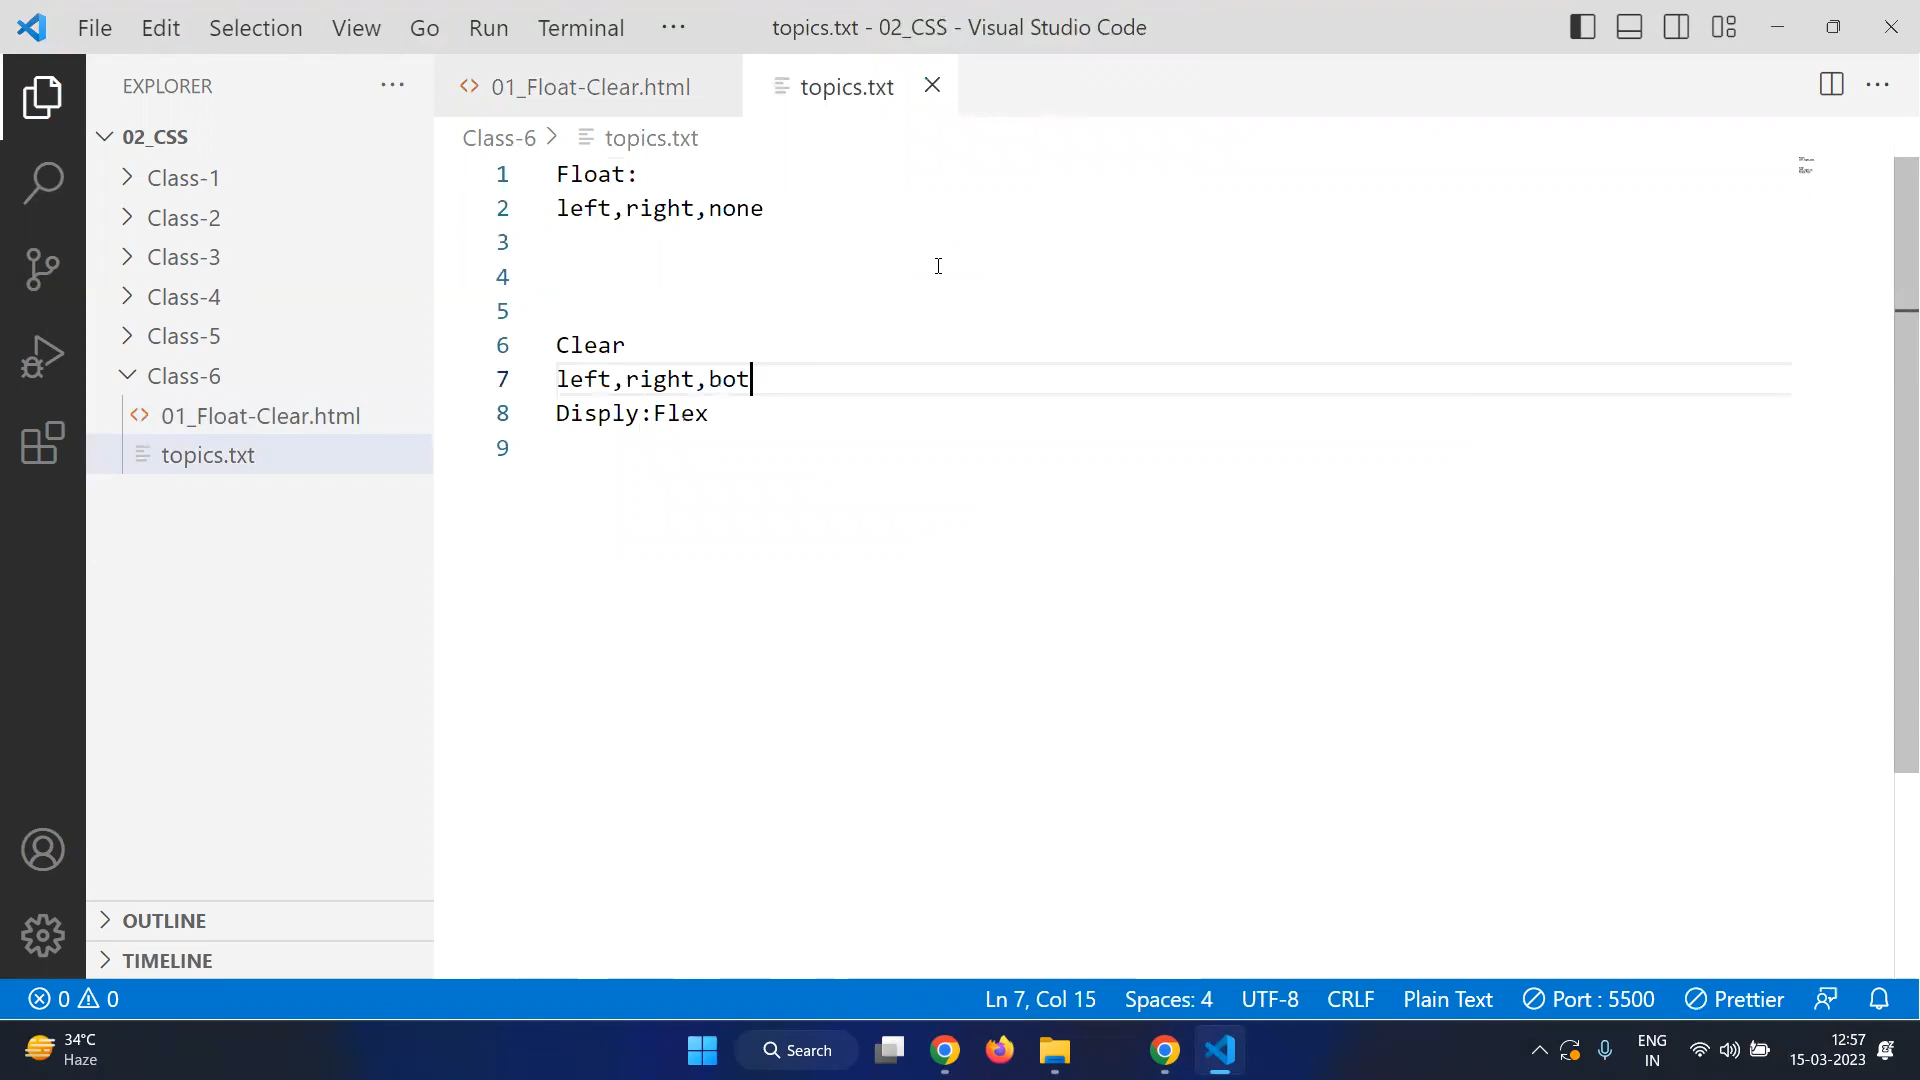 File Edit Selection View Go Run Terminal ··· topics.txt - 02_CSS - Visual Studio Code
EXPLORER ···
01_Float-Clear.html topics.txt
02_CSS
Class-6 > topics.txt
Class-1
Class-2
Class-3
Class-4
Class-5
Class-6
01_Float-Clear.html
topics.txt
1 Float:
2 left,right,none
3
4
5
6 Clear
7 left,right,bot
8 Disply:Flex
9
OUTLINE
TIMELINE
0 0 Ln 7, Col 15 Spaces: 4 UTF-8 CRLF Plain Text Port : 5500 Prettier
34°C
Haze
Search
ENG
IN
12:57
15-03-2023